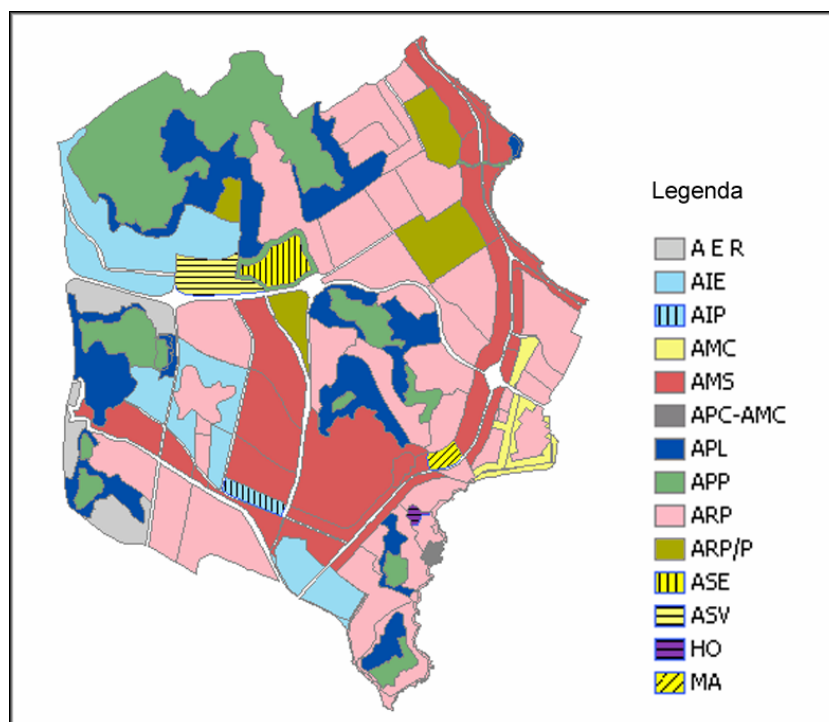 Legenda
A E R
AIE
AIP
AMC
AMS
APC-AMC
APL
APP
ARP
ARP/P
ASE
ASV
HO
MA